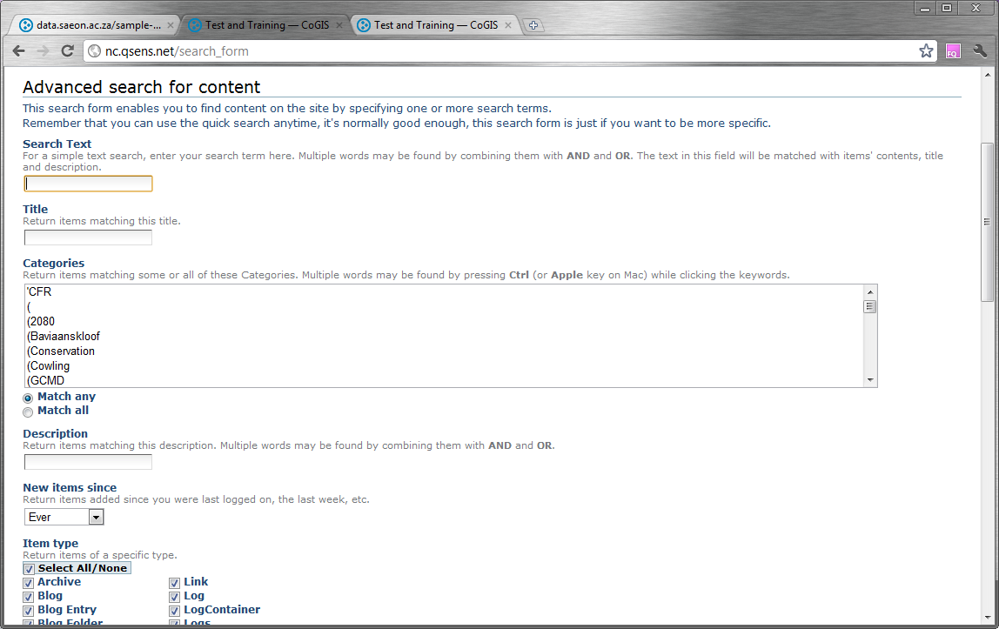 data.saeon.ac.za/sample-...
Test and Training — CoGIS
Test and Training — CoGIS
nc.qsens.net/search_form
FQ
Advanced search for content
This search form enables you to find content on the site by specifying one or more search terms.
Remember that you can use the quick search anytime, it's normally good enough, this search form is just if you want to be more specific.
Search Text
For a simple text search, enter your search term here. Multiple words may be found by combining them with AND and OR. The text in this field will be matched with items' contents, title
and description.
Title
Return items matching this title.
Categories
Return items matching some or all of these Categories. Multiple words may be found by pressing Ctrl (or Apple key on Mac) while clicking the keywords.
'CFR
(
(2080
(Baviaanskloof
(Conservation
(Cowling
(GCMD
Match any
Match all
Description
Return items matching this description. Multiple words may be found by combining them with AND and OR.
New items since
Return items added since you were last logged on, the last week, etc.
Ever
Item type
Return items of a specific type.
Select All/None
Archive Link
Blog Log
Blog Entry LogContainer
Blog Folder Logs